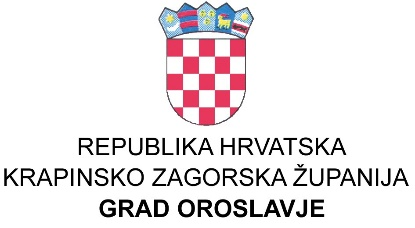 REPUBLIKA HRVATSKA
KRAPINSKO ZAGORSKA ŽUPANIJA
GRAD OROSLAVJE